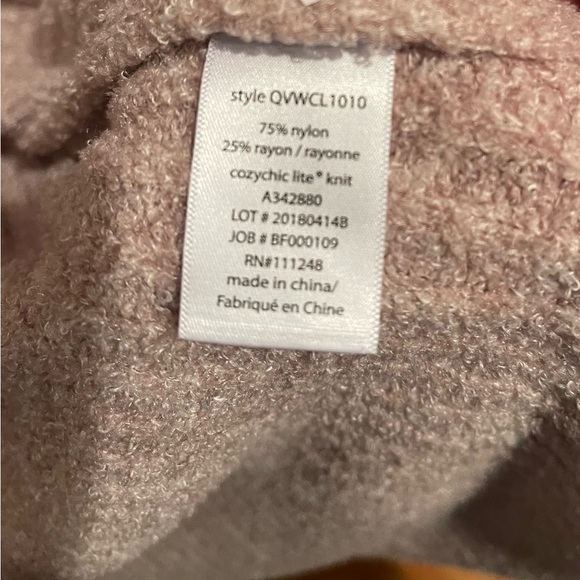 style QVWCL1010
75% nylon
25% rayon / rayonne
cozychic lite® knit
A342880
LOT # 20180414B
JOB # BF000109
RN#111248
made in china/
Fabriqué en Chine